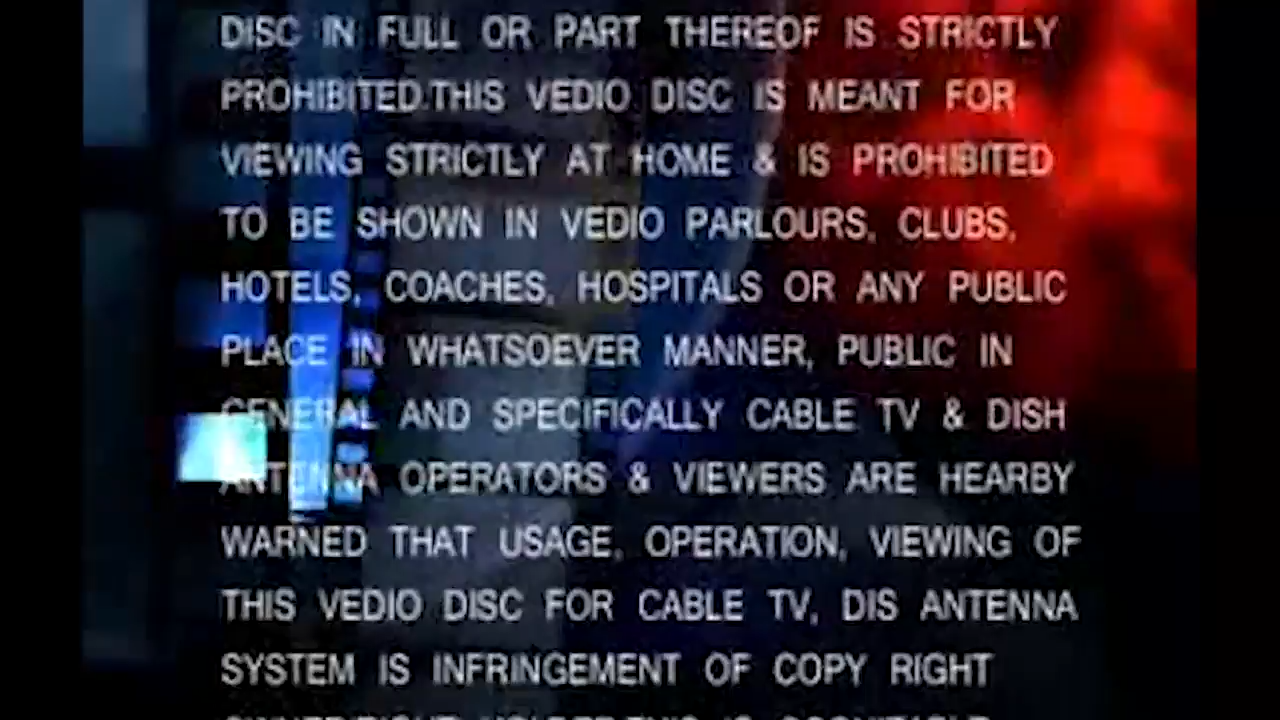 DISC IN FULL OR PART THEREOF IS STRICTLY
PROHIBITED.THIS VEDIO DISC IS MEANT FOR
VIEWING STRICTLY AT HOME & IS PROHIBITED
TO BE SHOWN IN VEDIO PARLOURS, CLUBS,
HOTELS, COACHES, HOSPITALS OR ANY PUBLIC
PLACE IN WHATSOEVER MANNER, PUBLIC IN
GENERAL AND SPECIFICALLY CABLE TV & DISH
ANTENNA OPERATORS & VIEWERS ARE HEARBY
WARNED THAT USAGE, OPERATION, VIEWING OF
THIS VEDIO DISC FOR CABLE TV, DIS ANTENNA
SYSTEM IS INFRINGEMENT OF COPY RIGHT